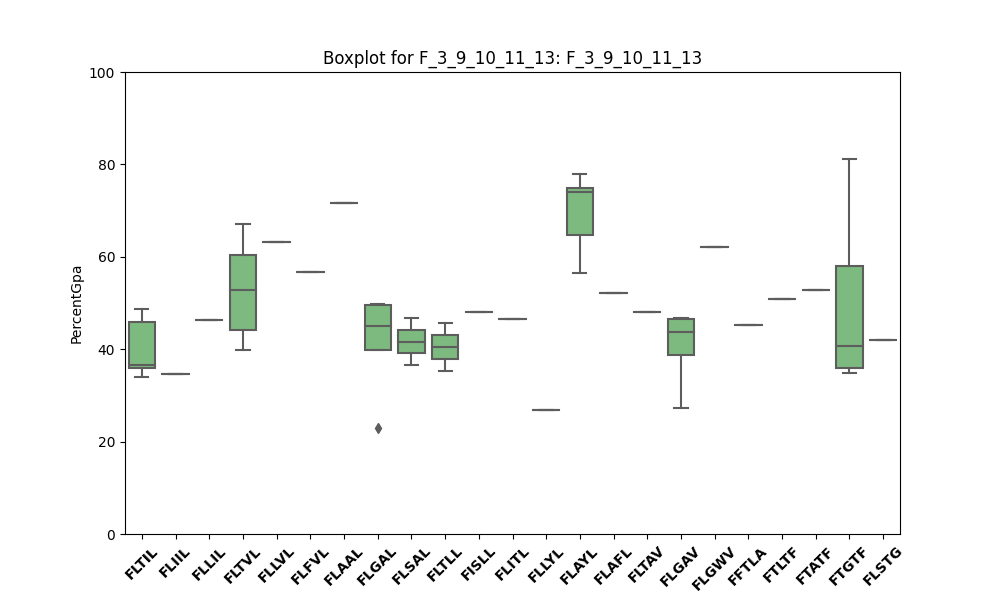 Boxplot for F_3_9_10_11_13: F_3_9_10_11_13
100
80
60
40
20
0
PercentGpa
FLTIL
FLIIL
FLLIL
FLTVL
FLLVL
FLFVL
FLAAL
FLGAL
FLSAL
FLTLL
FISLL
FLITL
FLLYL
FLAYL
FLAFL
FLTAV
FLGAV
FLGWV
FFTLA
FTLTF
FTATF
FTGTF
FLSTG